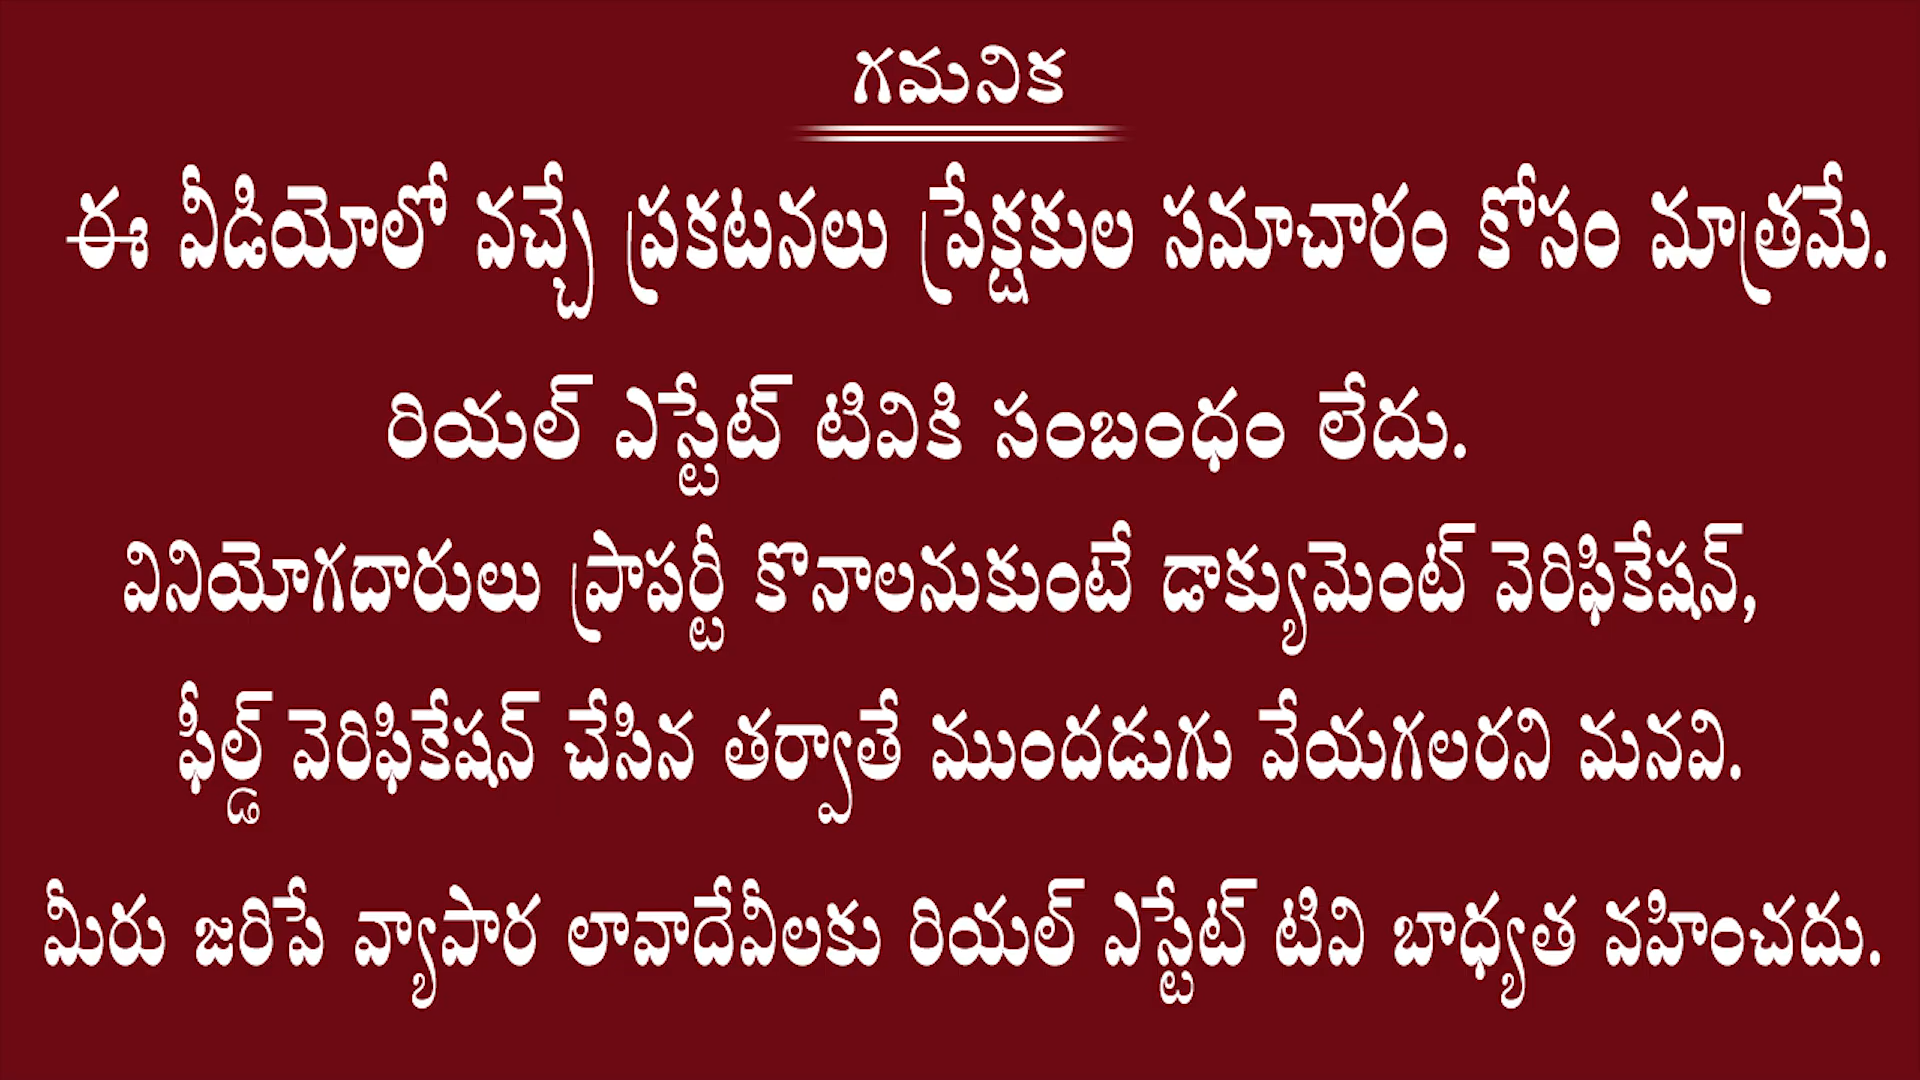 గమనిక
ఈ వీడియోలో వచ్చే ప్రకటనలు ప్రేక్షకుల సమాచారం కోసం మాత్రమే.
రియల్ ఎస్టేట్ టివికి సంబంధం లేదు.
వినియోగదారులు ప్రాపర్టీ కొనాలనుకుంటే డాక్యుమెంట్ వెరిఫికేషన్,
ఫీల్డ్ వెరిఫికేషన్ చేసిన తర్వాతే ముందడుగు వేయగలరని మనవి.
మీరు జరిపే వ్యాపార లావాదేవీలకు రియల్ ఎస్టేట్ టివి బాధ్యత వహించదు.